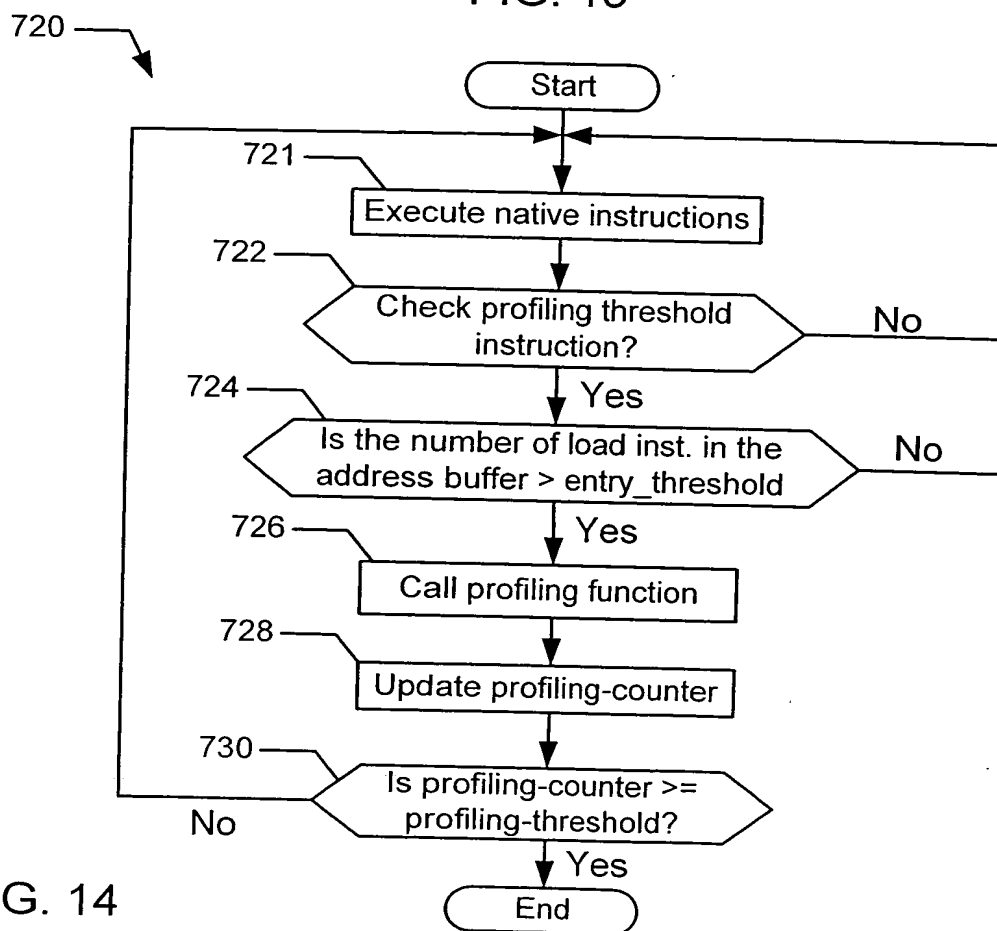 720
Start
721
Execute native instructions
722
Check profiling threshold
instruction?
No
Yes
724
Is the number of load inst. in the
address buffer > entry_threshold
No
Yes
726
Call profiling function
728
Update profiling-counter
730
Is profiling-counter >=
profiling-threshold?
No
Yes
End
G. 14